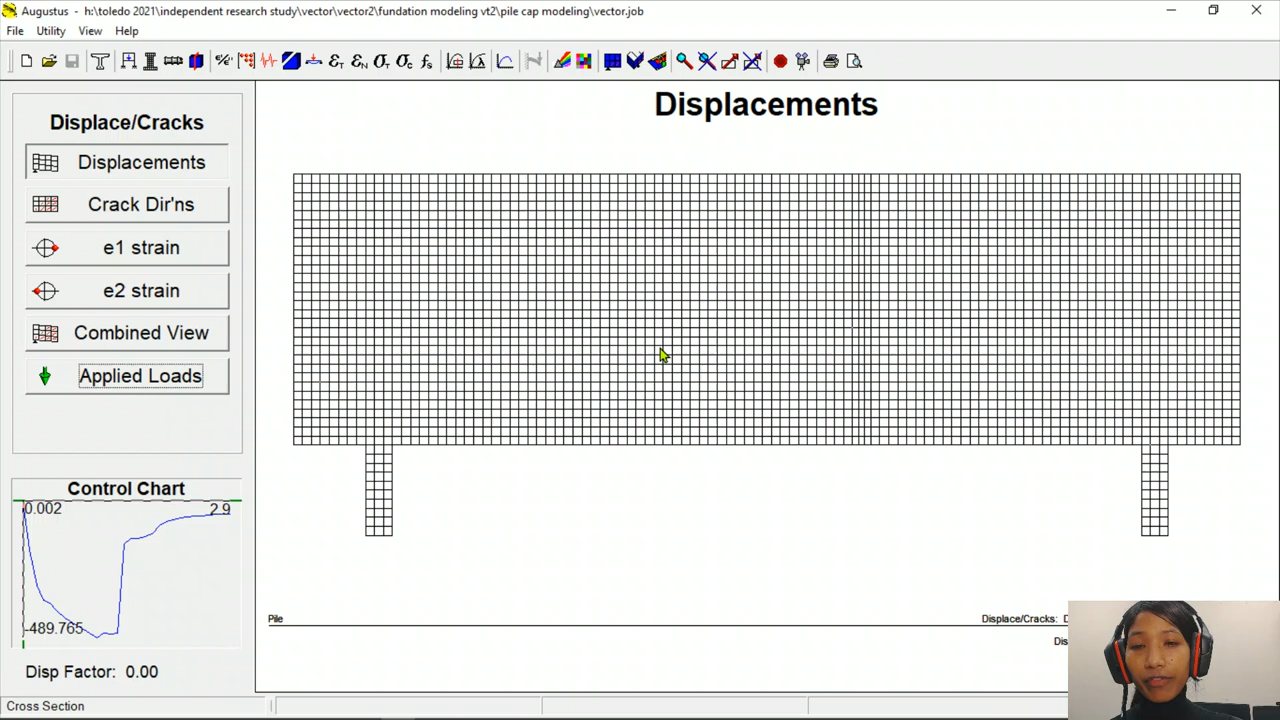 Augustus - h:\toledo 2021\independent research study\vector\vector2\fundation modeling vt2\pile cap modeling\vector.job
File Utility View Help
Displacements
Displace/Cracks
Displacements
Crack Dir'ns
e1 strain
e2 strain
Combined View
Applied Loads
Control Chart
0.002 2.9
-489.765
Disp Factor: 0.00
Pile
Displace/Cracks:
Cross Section